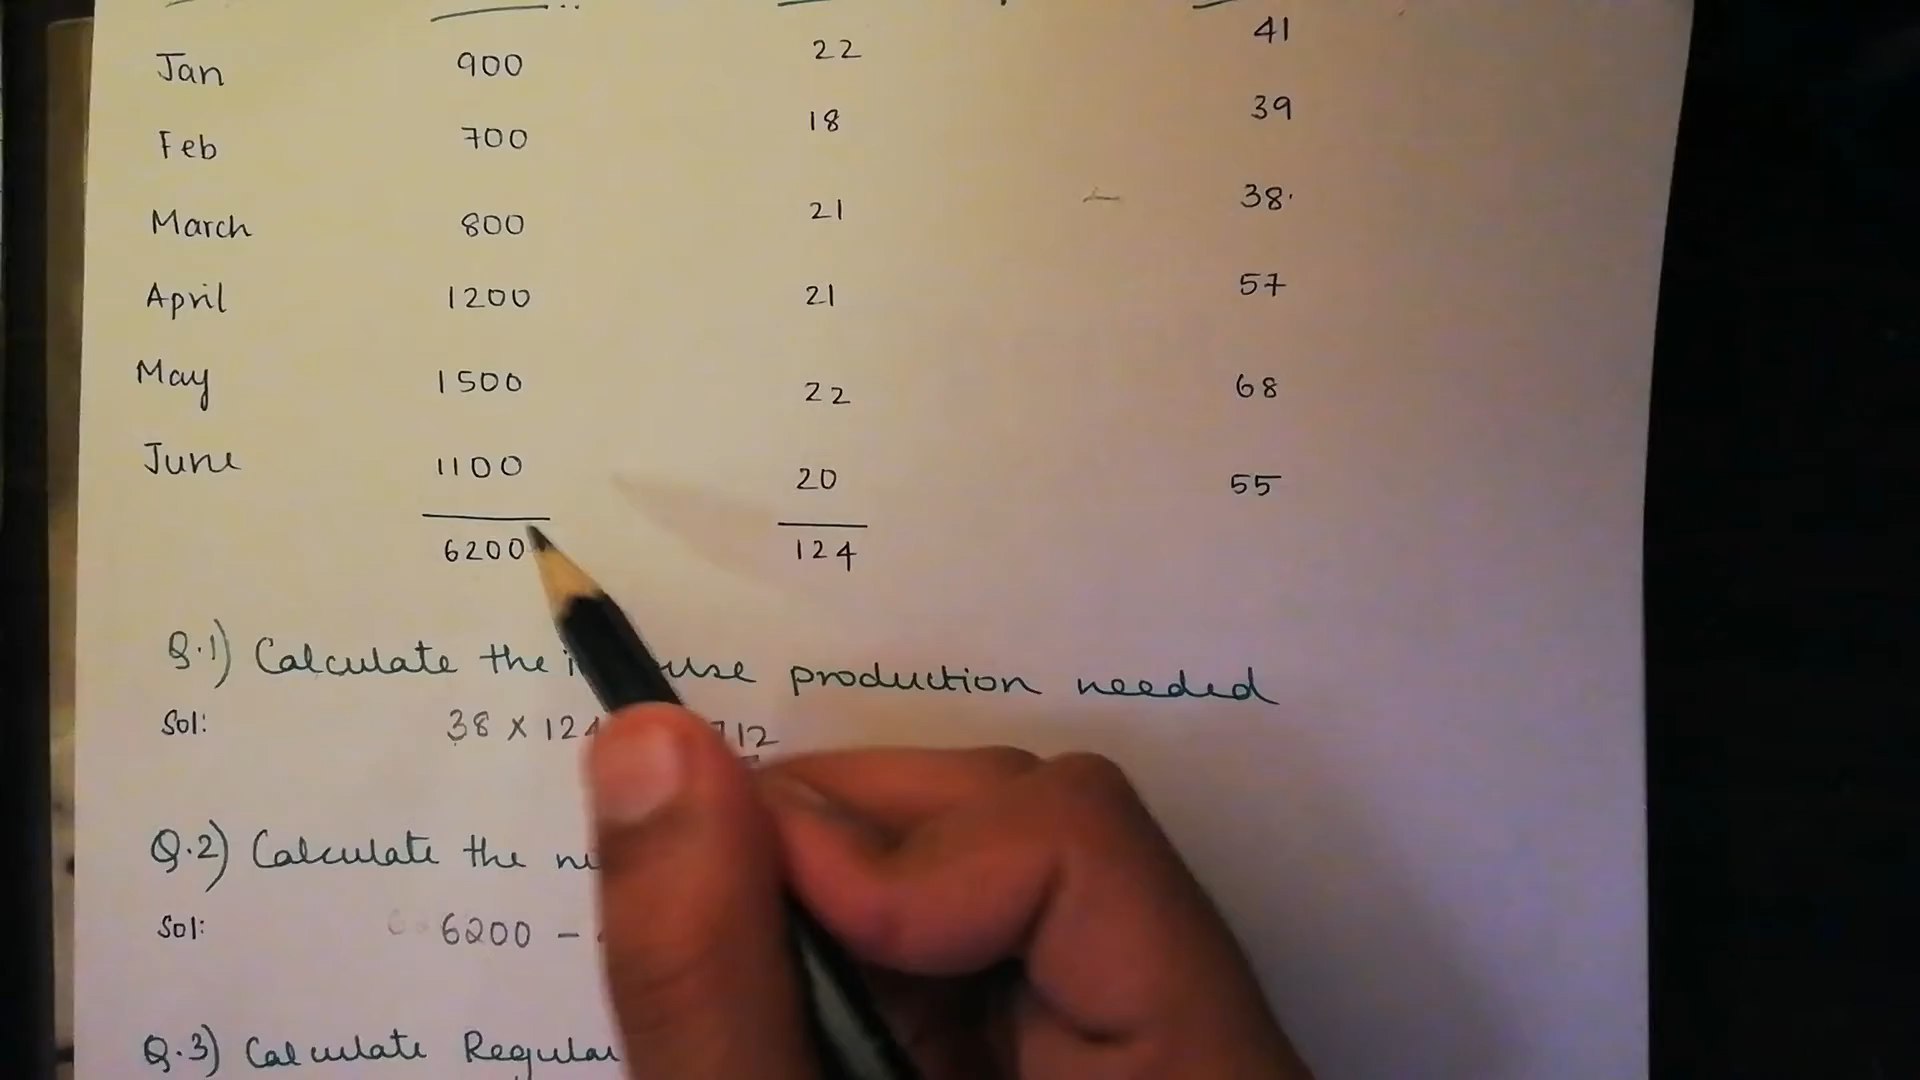 Jan 900 22 41
Feb 700 18 39
March 800 21 38
April 1200 21 57
May 1500 22 68
June 1100 20 55
6200 124
Q.1) Calculate the production needed
Sol: 38 x 12 712
Q.2) Calculate the
Sol: 6200 -
Q.3) Calculate Regular